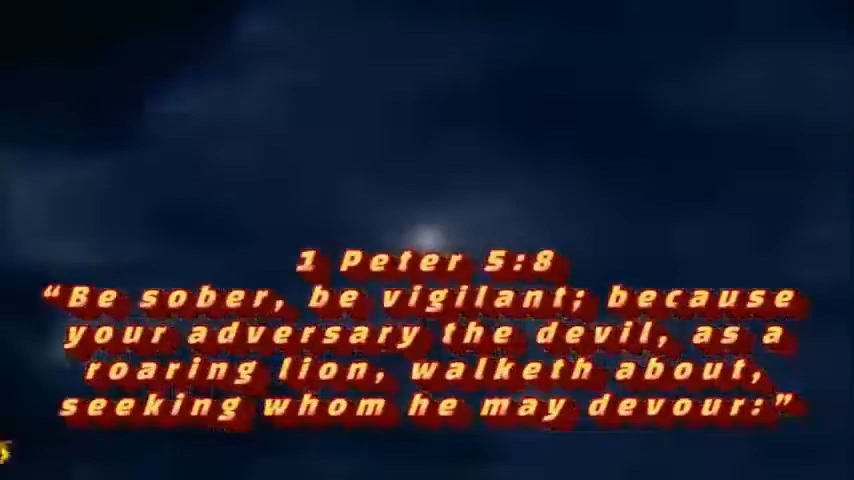 1 Peter 5:8
“Be sober, be vigilant; because
your adversary the devil, as a
roaring lion, walketh about,
seeking whom he may devour:”